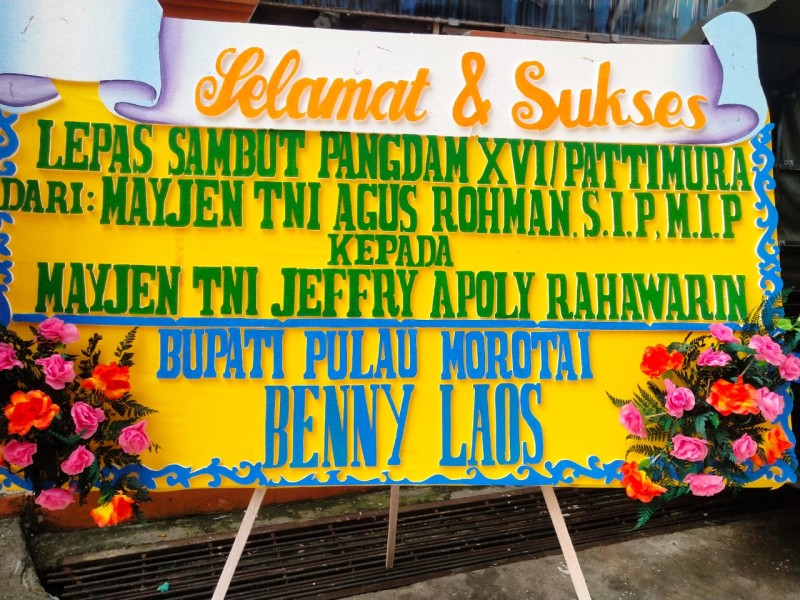 Selamat & Sukses
LEPAS SAMBUT PANGDAM XVI/PATTIMURA
DARI: MAYJEN TNI AGUS ROHMAN, S.I.P, M.I.P
KEPADA
MAYJEN TNI JEFFRY APOLY RAHAWARIN
BUPATI PULAU MOROTAI
BENNY LAOS